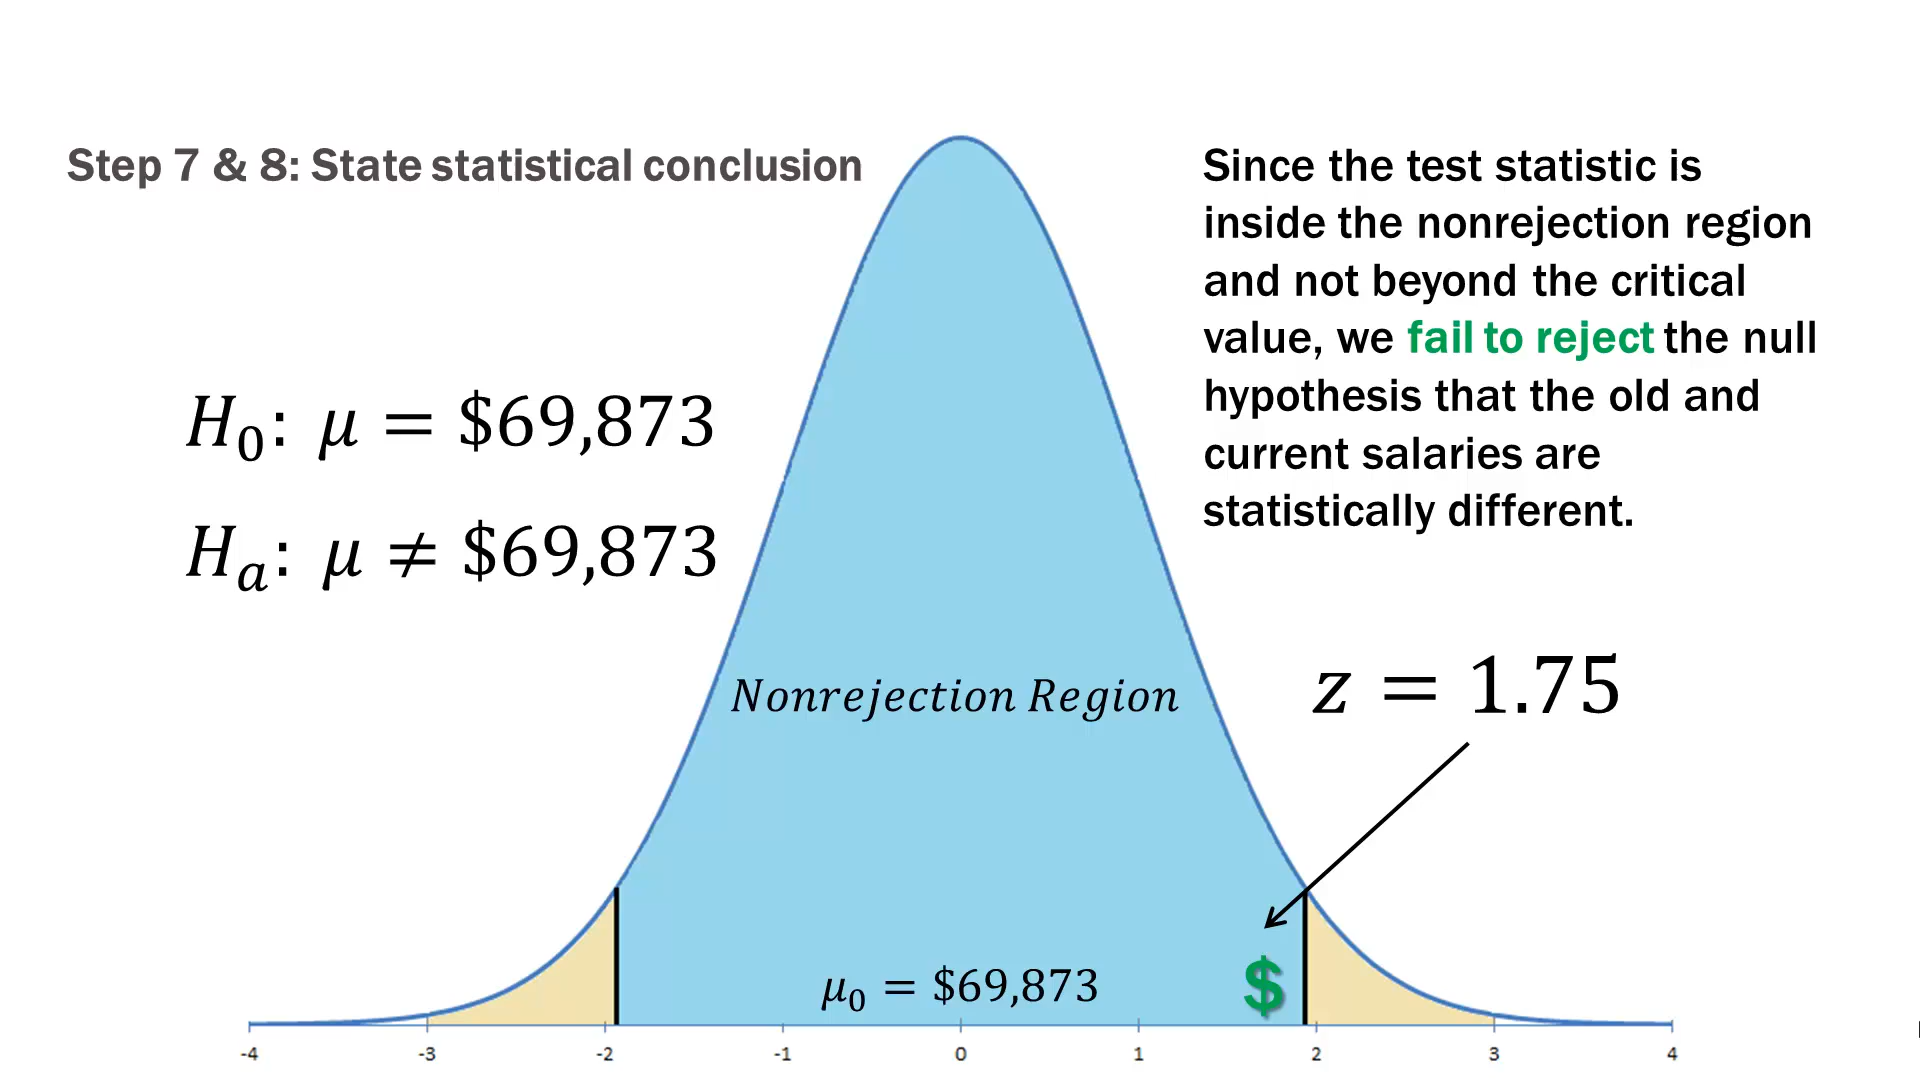 Step 7 & 8: State statistical conclusion
Since the test statistic is
inside the nonrejection region
and not beyond the critical
value, we fail to reject the null
hypothesis that the old and
current salaries are
statistically different.
H₀: μ = $69,873
Hₐ: μ ≠ $69,873
Nonrejection Region
z = 1.75
μ₀ = $69,873
$
-4 -3 -2 -1 0 1 2 3 4